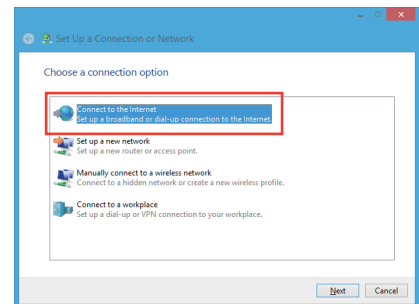 Set Up a Connection or Network
Choose a connection option
Connect to the Internet
Set up a broadband or dial-up connection to the Internet.
Set up a new network
Set up a new router or access point.
Manually connect to a wireless network
Connect to a hidden network or create a new wireless profile.
Connect to a workplace
Set up a dial-up or VPN connection to your workplace.
Next Cancel